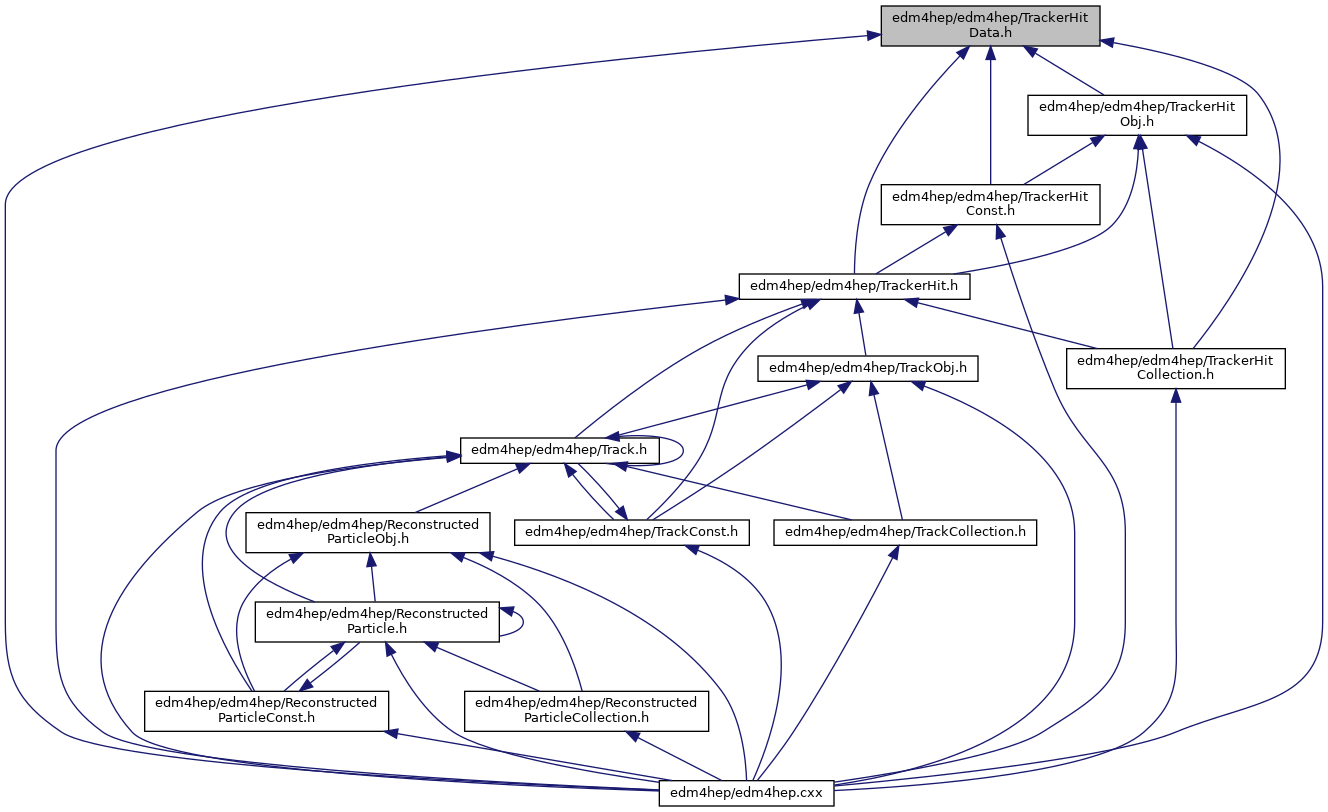 edm4hep/edm4hep/TrackerHit
Data.h
edm4hep/edm4hep/TrackerHit
Obj.h
edm4hep/edm4hep/TrackerHit
Const.h
edm4hep/edm4hep/TrackerHit.h
edm4hep/edm4hep/TrackObj.h
edm4hep/edm4hep/TrackerHit
Collection.h
edm4hep/edm4hep/Track.h
edm4hep/edm4hep/Reconstructed
ParticleObj.h
edm4hep/edm4hep/TrackConst.h
edm4hep/edm4hep/TrackCollection.h
edm4hep/edm4hep/Reconstructed
Particle.h
edm4hep/edm4hep/Reconstructed
ParticleConst.h
edm4hep/edm4hep/Reconstructed
ParticleCollection.h
edm4hep/edm4hep.cxx